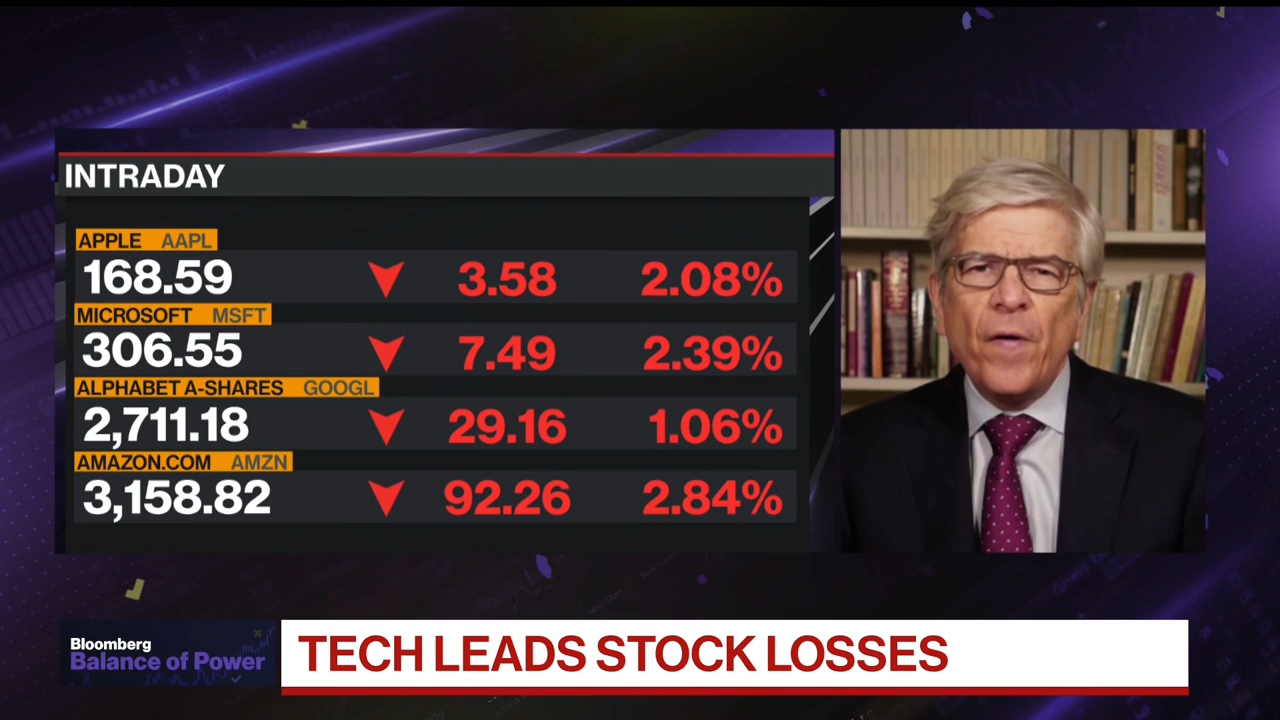 INTRADAY
APPLE AAPL
168.59 3.58 2.08%
MICROSOFT MSFT
306.55 7.49 2.39%
ALPHABET A-SHARES GOOGL
2,711.18 29.16 1.06%
AMAZON.COM AMZN
3,158.82 92.26 2.84%
Bloomberg
Balance of Power
TECH LEADS STOCK LOSSES